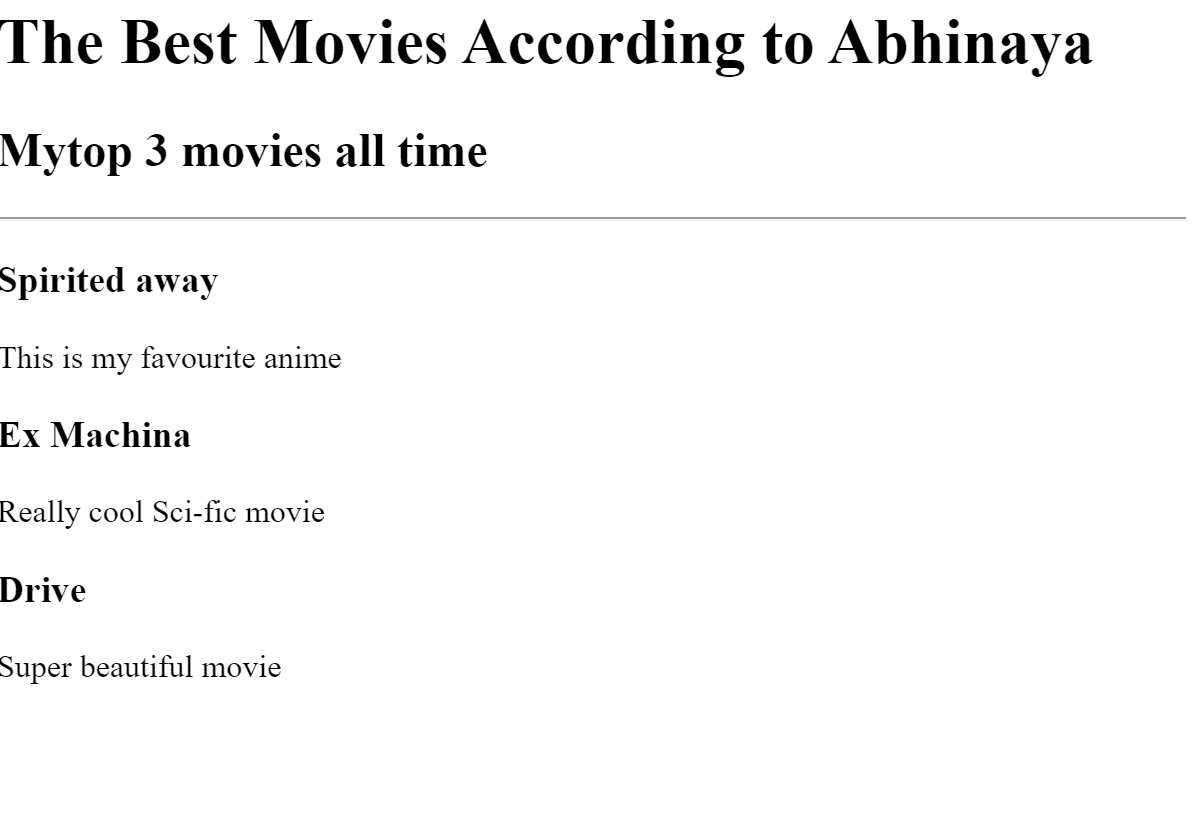 The Best Movies According to Abhinaya
Mytop 3 movies all time
Spirited away
This is my favourite anime
Ex Machina
Really cool Sci-fic movie
Drive
Super beautiful movie